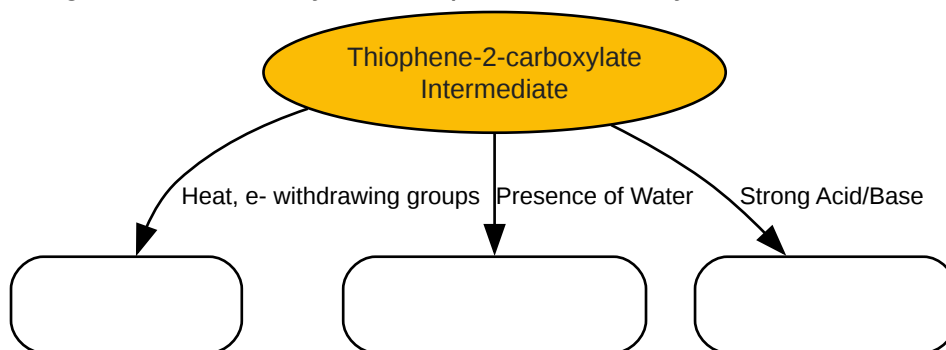 Thiophene-2-carboxylate
Intermediate
Heat, e- withdrawing groups
Presence of Water
Strong Acid/Base